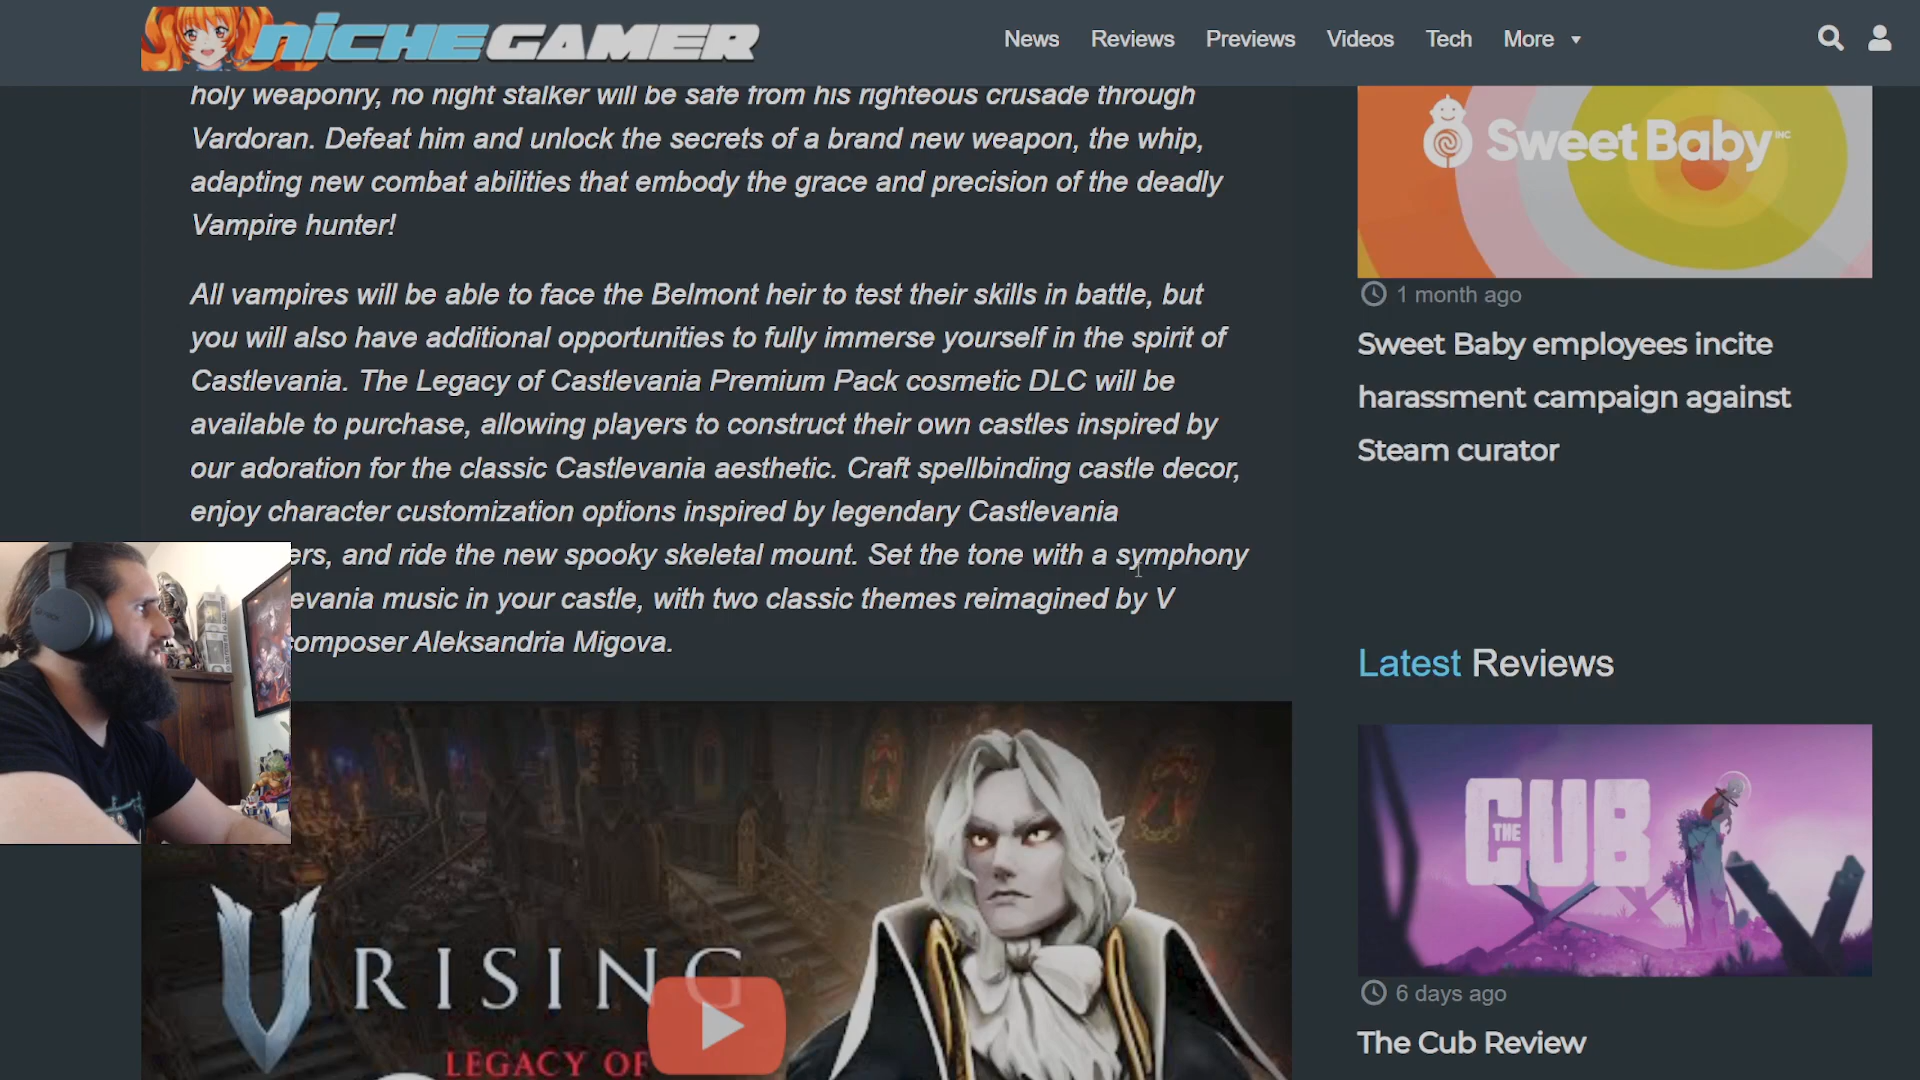 NICHEGAMER
News Reviews Previews Videos Tech More
holy weaponry, no night stalker will be safe from his righteous crusade through
Vardoran. Defeat him and unlock the secrets of a brand new weapon, the whip,
adapting new combat abilities that embody the grace and precision of the deadly
Vampire hunter!
All vampires will be able to face the Belmont heir to test their skills in battle, but
you will also have additional opportunities to fully immerse yourself in the spirit of
Castlevania. The Legacy of Castlevania Premium Pack cosmetic DLC will be
available to purchase, allowing players to construct their own castles inspired by
our adoration for the classic Castlevania aesthetic. Craft spellbinding castle decor,
enjoy character customization options inspired by legendary Castlevania
ers, and ride the new spooky skeletal mount. Set the tone with a symphony
evania music in your castle, with two classic themes reimagined by V
composer Aleksandria Migova.
V RISING
LEGACY OF
Sweet Baby INC
1 month ago
Sweet Baby employees incite
harassment campaign against
Steam curator
Latest Reviews
THE CUB
6 days ago
The Cub Review